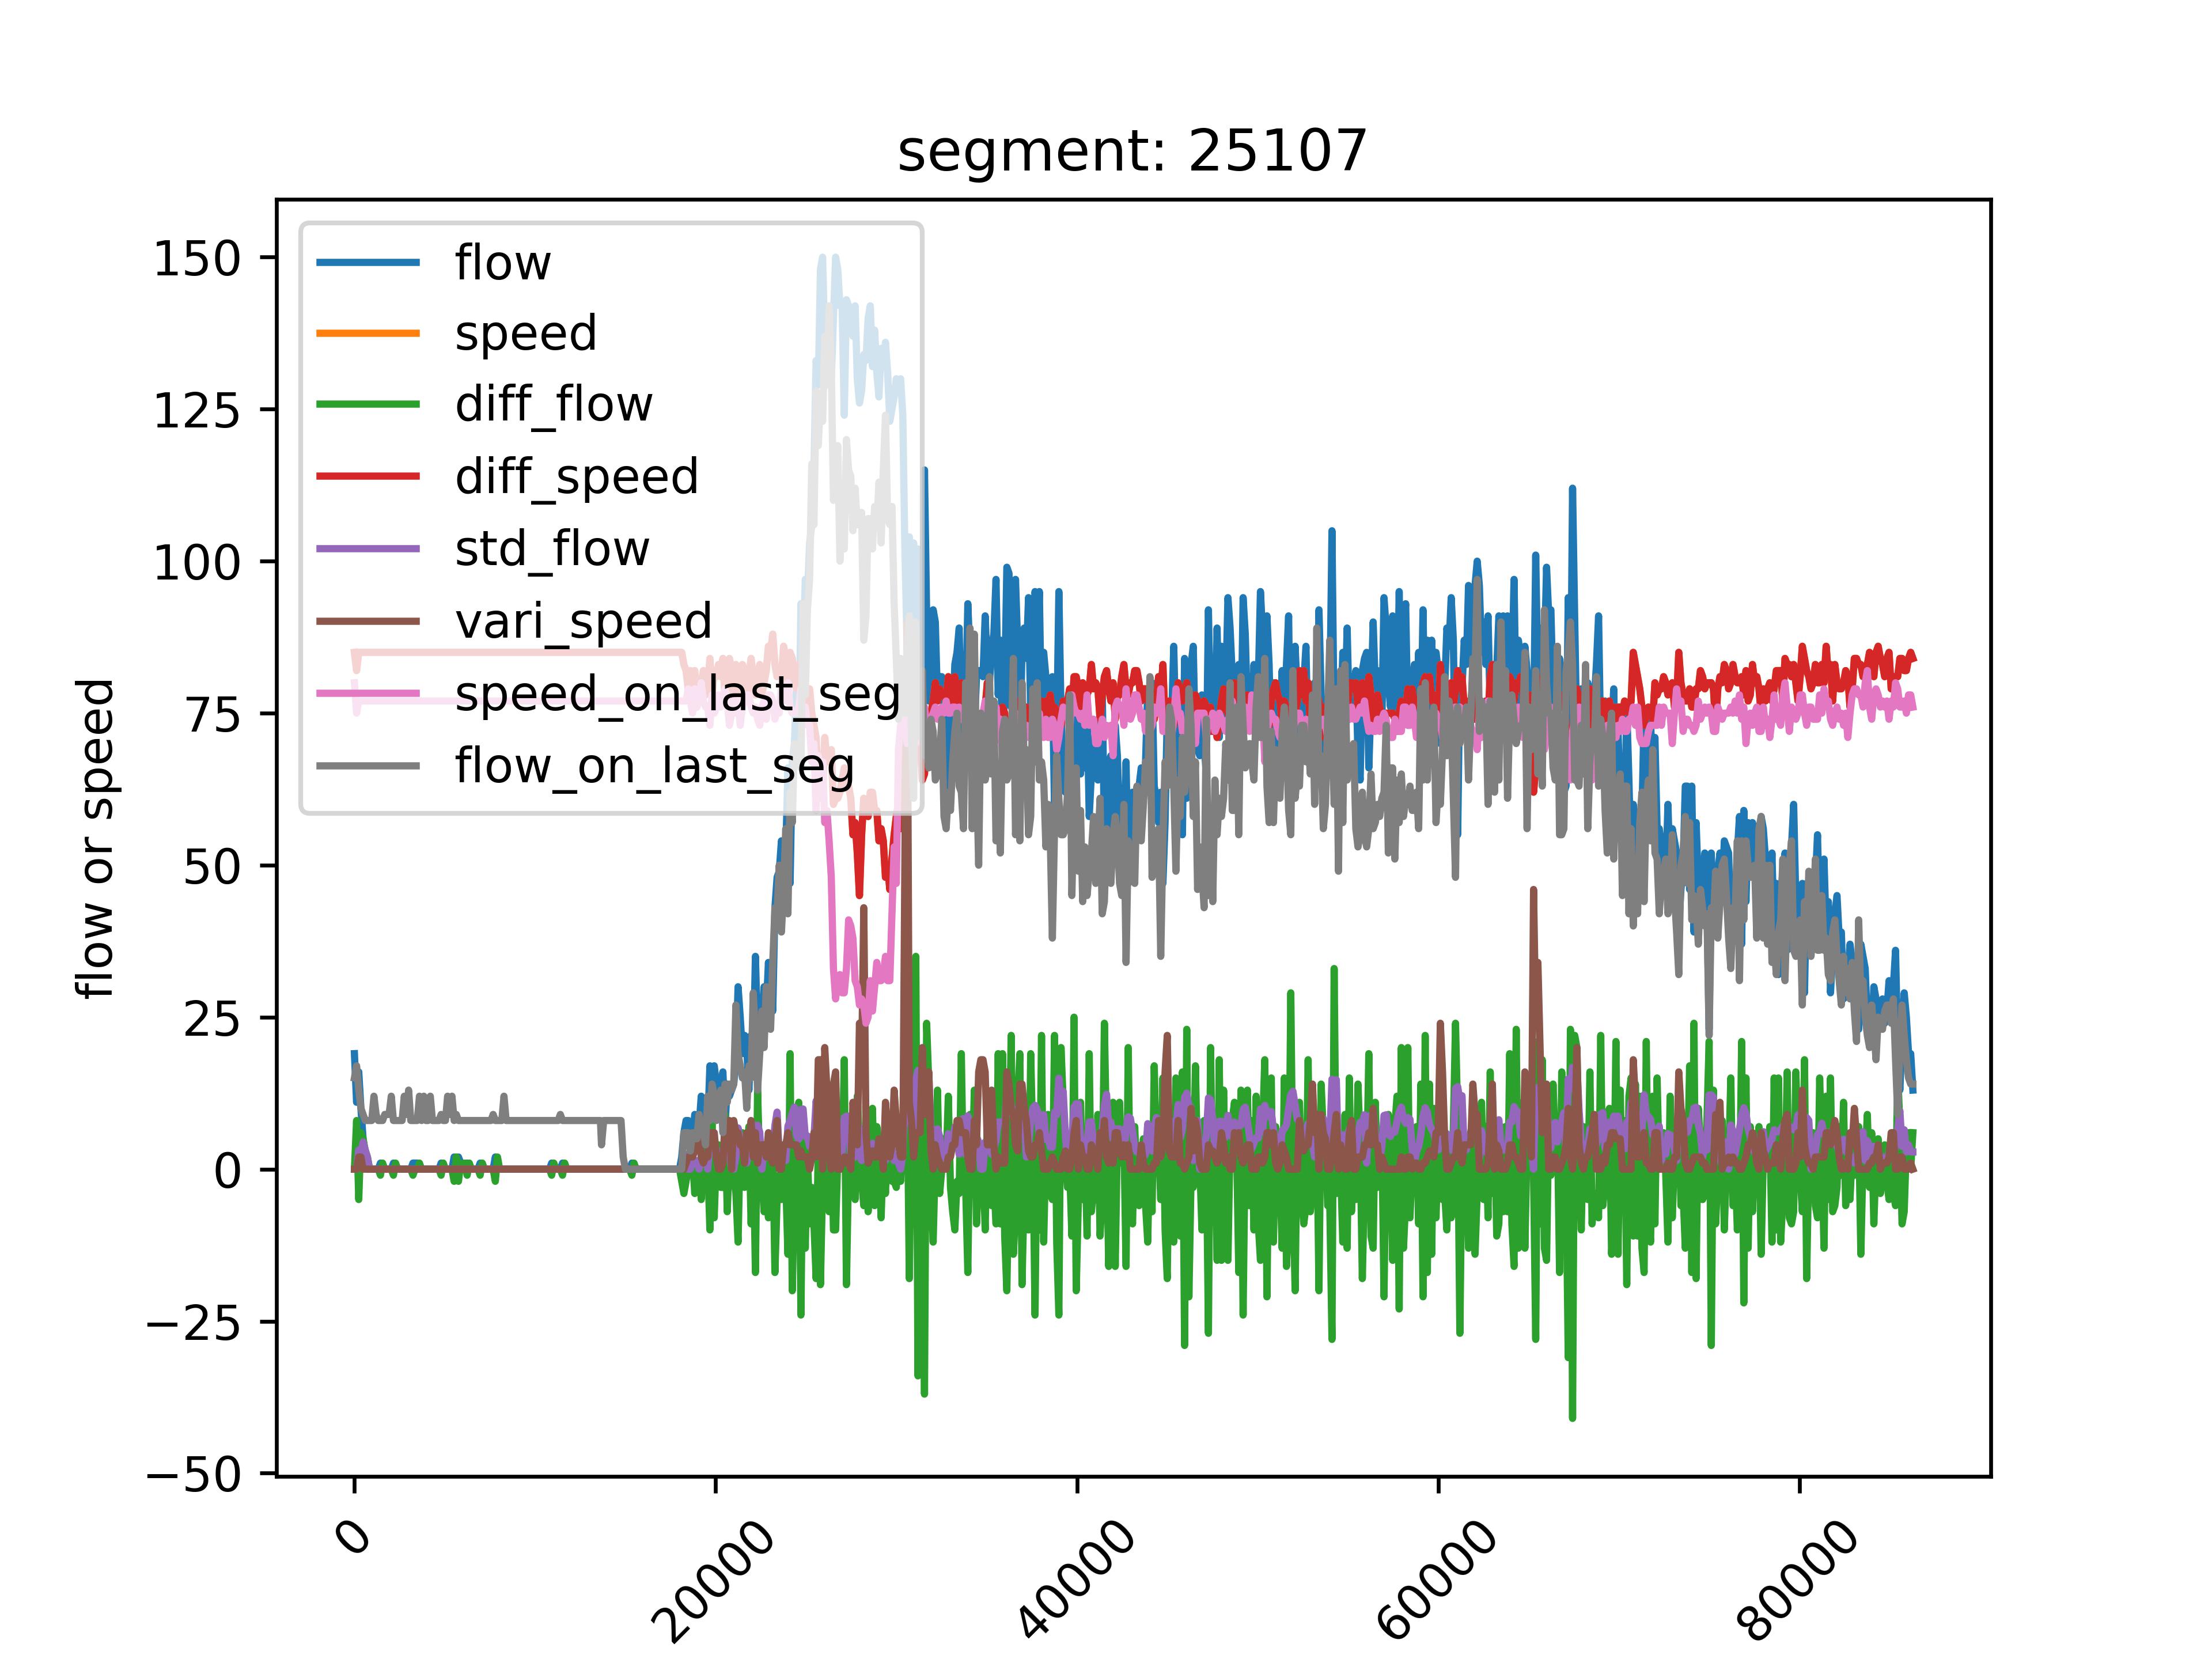 segment: 25107
flow
speed
diff_flow
diff_speed
std_flow
vari_speed
speed_on_last_seg
flow_on_last_seg
flow or speed
150
125
100
75
50
25
0
−25
−50
0
20000
40000
60000
80000